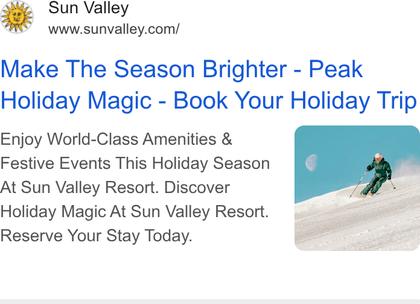 Sun Valley
www.sunvalley.com/
Make The Season Brighter - Peak
Holiday Magic - Book Your Holiday Trip
Enjoy World-Class Amenities &
Festive Events This Holiday Season
At Sun Valley Resort. Discover
Holiday Magic At Sun Valley Resort.
Reserve Your Stay Today.